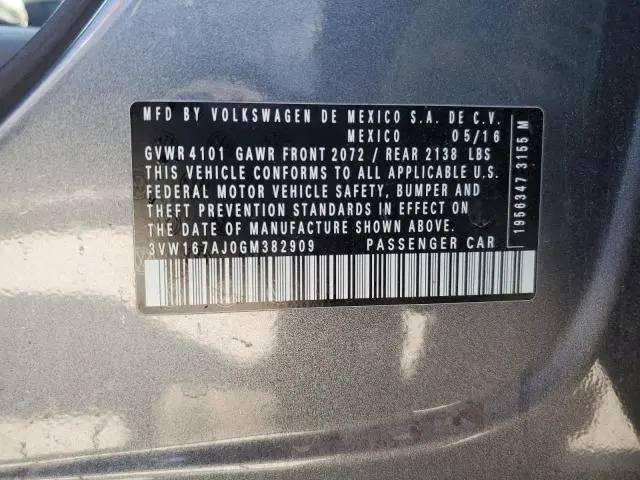 MFD BY VOLKSWAGEN DE MEXICO S.A. DE C.V.
MEXICO 05/16
GVWR 4101 GAWR FRONT 2072 / REAR 2138 LBS
THIS VEHICLE CONFORMS TO ALL APPLICABLE U.S.
FEDERAL MOTOR VEHICLE SAFETY, BUMPER AND
THEFT PREVENTION STANDARDS IN EFFECT ON
THE DATE OF MANUFACTURE SHOWN ABOVE.
3VW167AJ0GM382909 PASSENGER CAR
1956347 3155 M